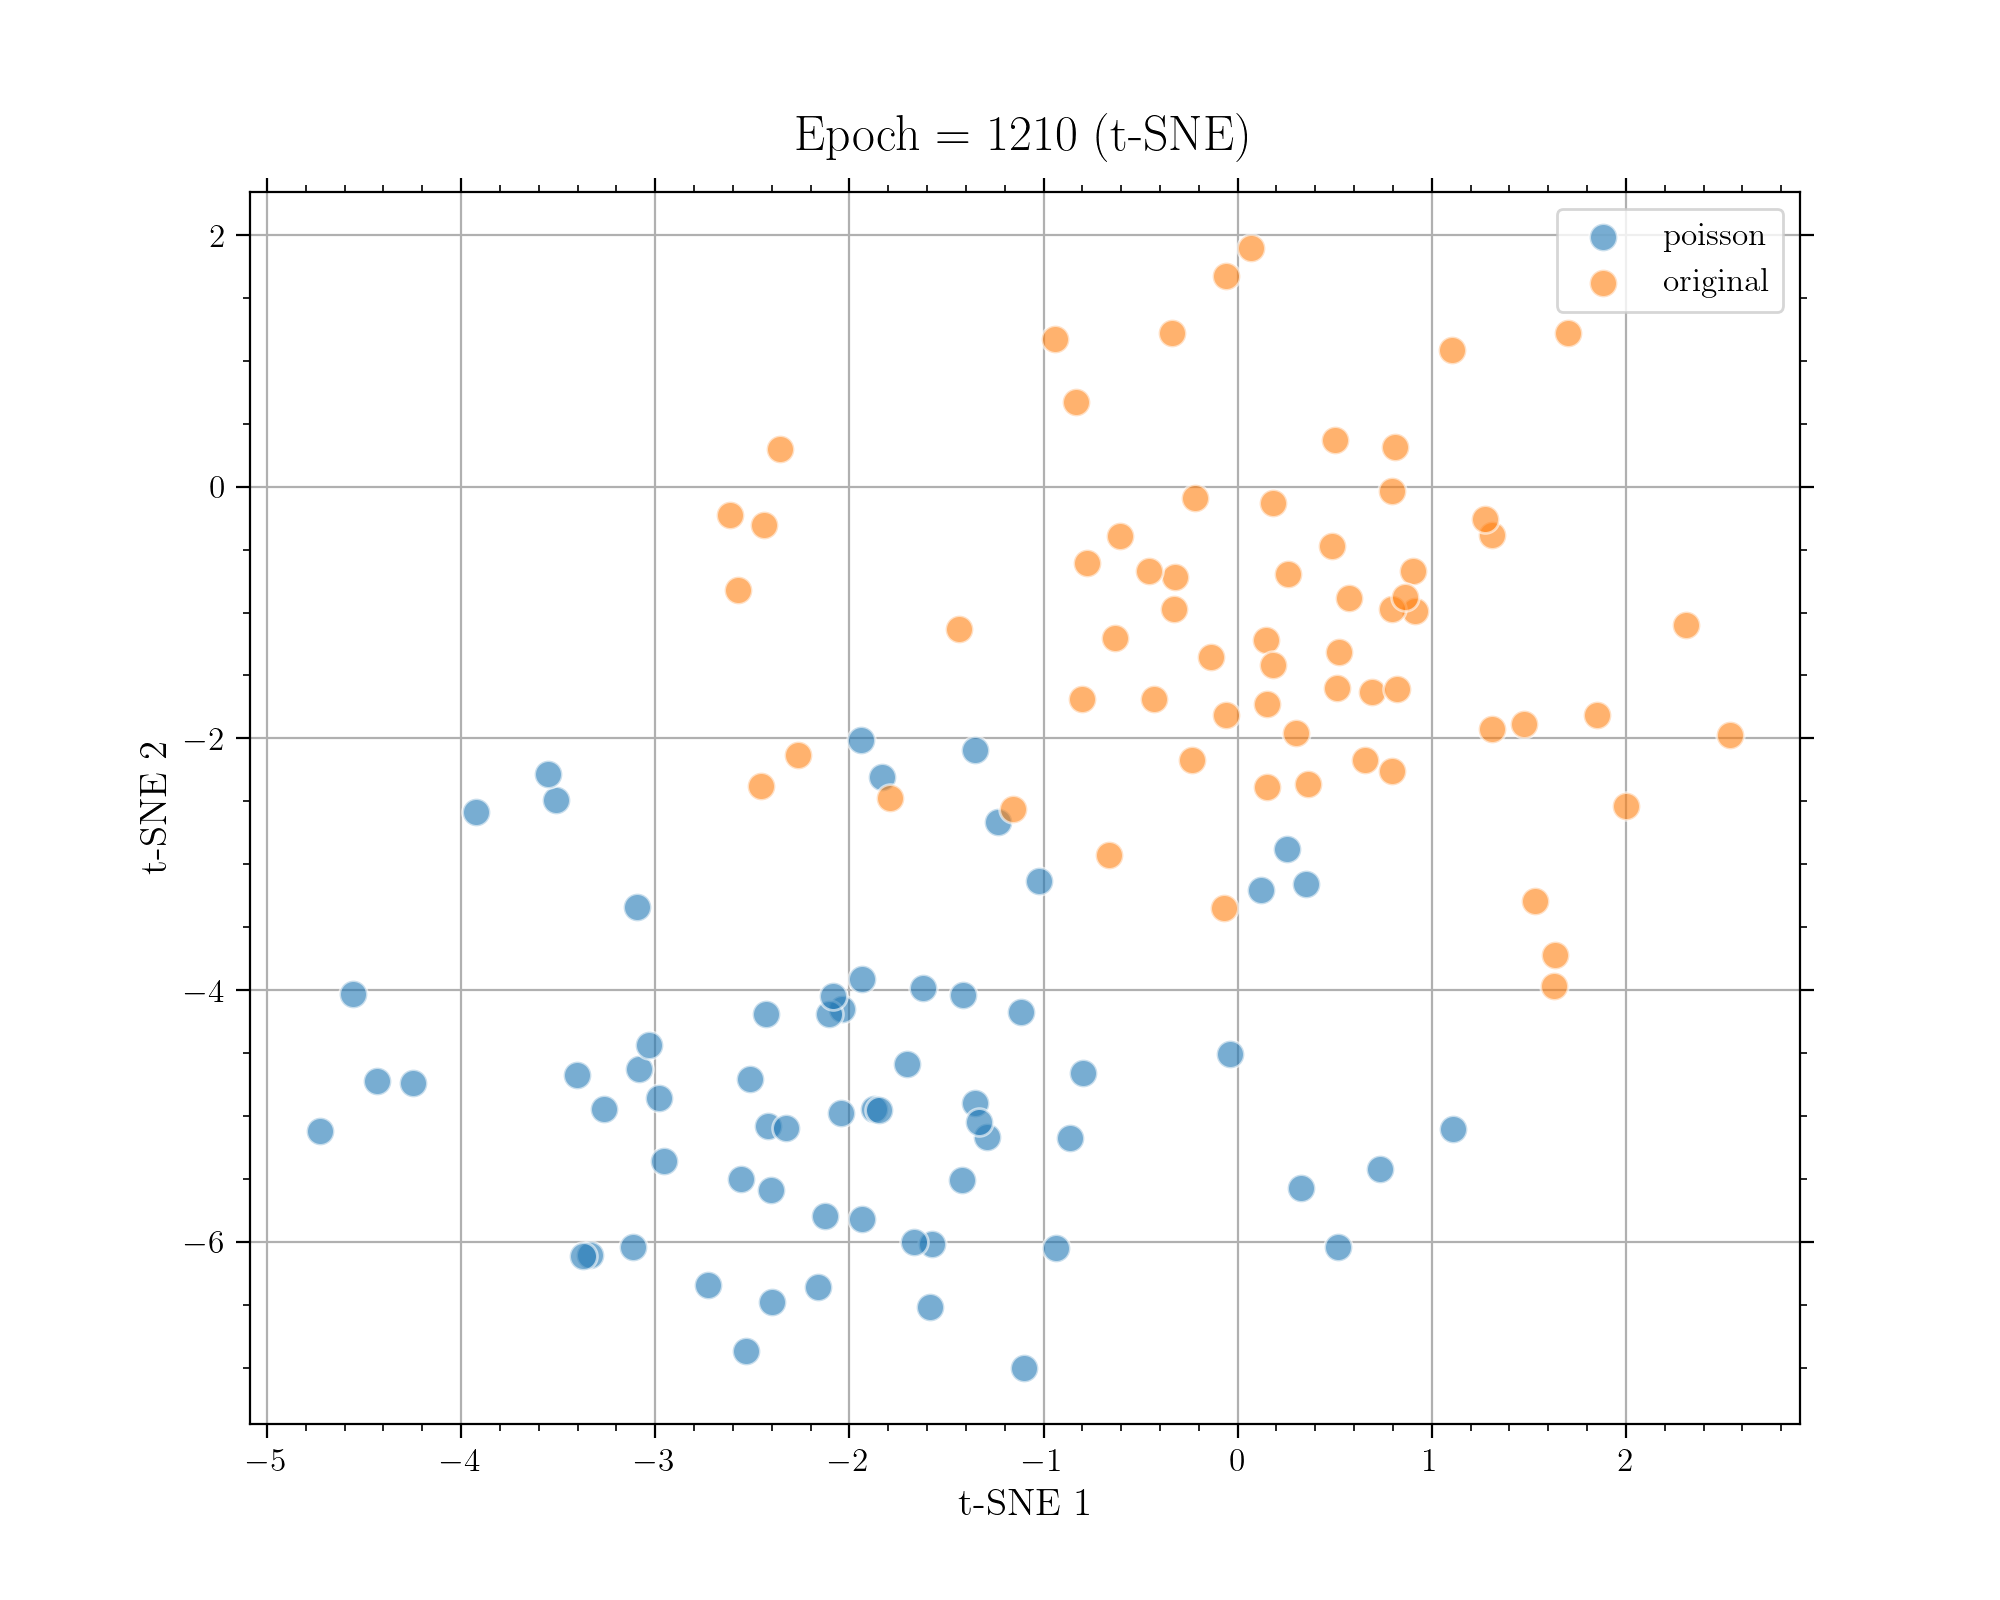 Epoch = 1210 (t-SNE)
poisson
original
2
0
−2
−4
−6
t-SNE 2
−5 −4 −3 −2 −1 0 1 2
t-SNE 1